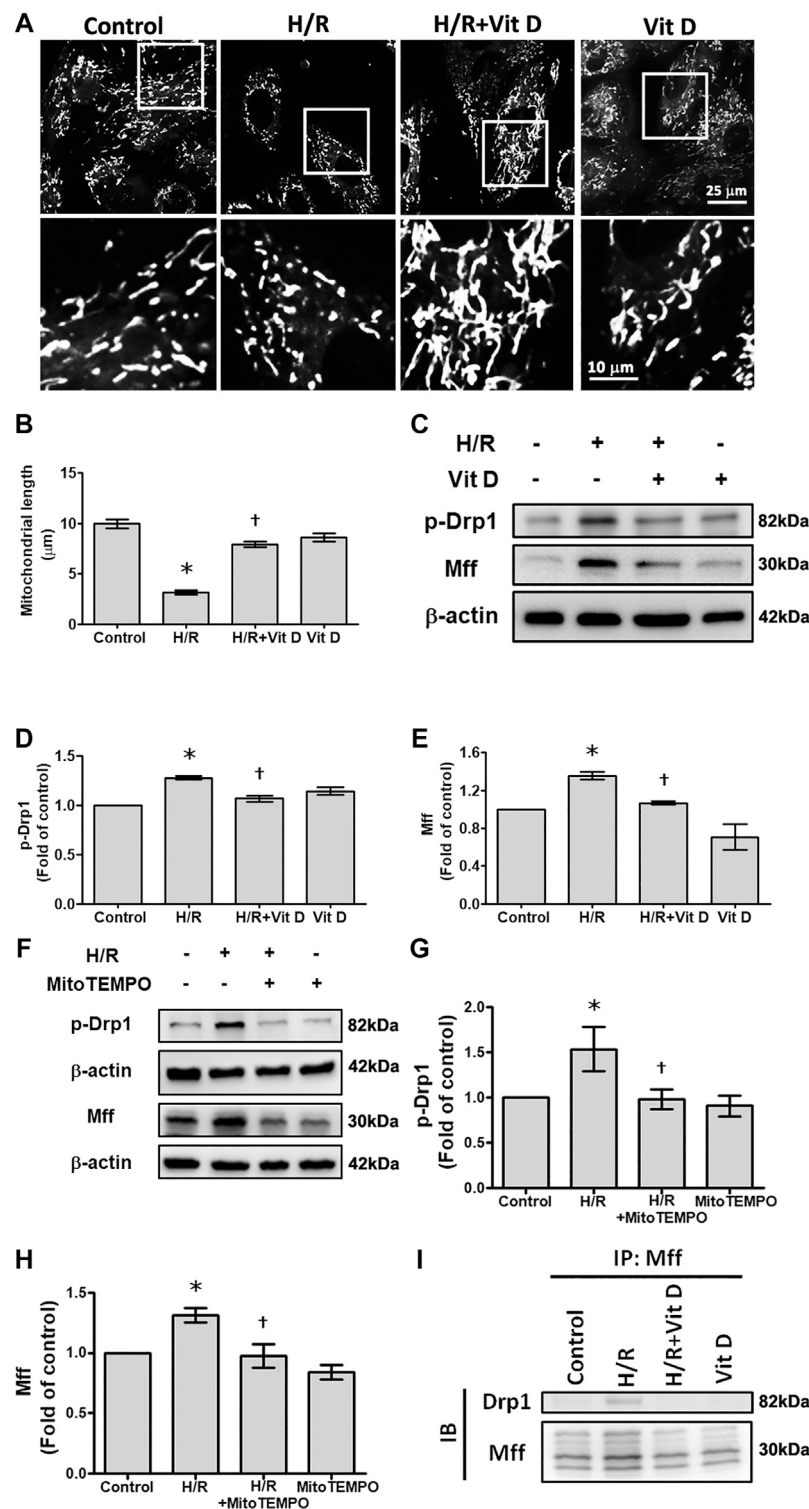 A
Control H/R H/R+Vit D Vit D
25 μm
10 μm
B
Mitochondrial length
(μm)
15
10
5
0
*
†
Control H/R H/R+Vit D Vit D
C
H/R - + + -
Vit D - - + +
p-Drp1 82kDa
Mff 30kDa
β-actin 42kDa
D
p-Drp1
(Fold of control)
1.5
1.0
0.5
0.0
*
†
Control H/R H/R+Vit D Vit D
E
Mff
(Fold of control)
1.6
1.2
0.8
0.4
0.0
*
†
Control H/R H/R+Vit D Vit D
F
H/R - + + -
MitoTEMPO - - + +
p-Drp1 82kDa
β-actin 42kDa
Mff 30kDa
β-actin 42kDa
G
p-Drp1
(Fold of control)
2.0
1.5
1.0
0.5
0.0
*
†
Control H/R H/R MitoTEMPO
+MitoTEMPO
H
Mff
(Fold of control)
1.5
1.0
0.5
0.0
*
†
Control H/R H/R MitoTEMPO
+MitoTEMPO
I
IP: Mff
Control H/R H/R+Vit D Vit D
IB
Drp1 82kDa
Mff 30kDa